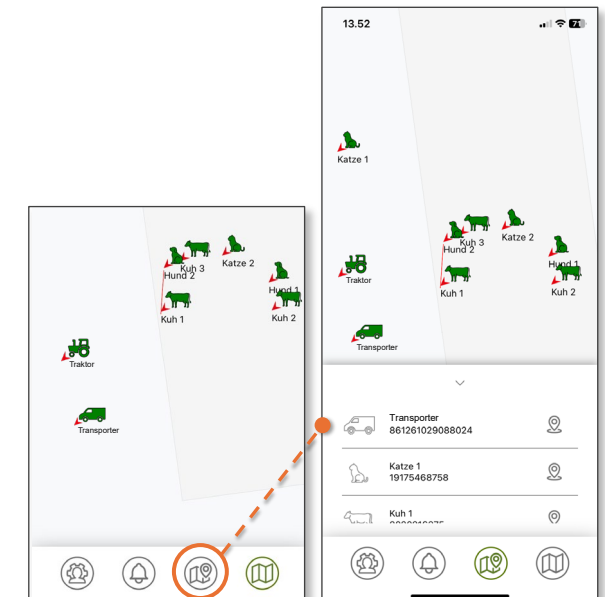 Hund 2
Kuh 3
Katze 2
Hund 1
Kuh 1
Kuh 2
Traktor
Transporter
13.52
71
Katze 1
Hund 2
Kuh 3
Katze 2
Hund 1
Traktor
Kuh 1
Kuh 2
Transporter
Transporter
861261029088024
Katze 1
19175468758
Kuh 1